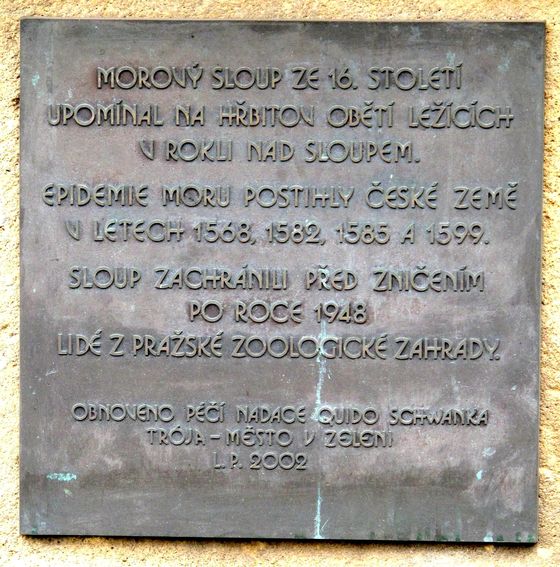 MOROVÝ SLOUP ZE 16. STOLETÍ
UPOMÍNAL NA HŘBITOV OBĚTÍ LEŽÍCÍCH
V ROKLI NAD SLOUPEM.
EPIDEMIE MORU POSTIHLY ČESKÉ ZEMĚ
V LETECH 1568, 1582, 1585 A 1599.
SLOUP ZACHRÁNILI PŘED ZNIČENÍM
PO ROCE 1948
LIDÉ Z PRAŽSKÉ ZOOLOGICKÉ ZAHRADY.
OBNOVENO PÉČÍ NADACE QUIDO SCHWANKA
TRÓJA – MĚSTO V ZELENI
L. P. 2002